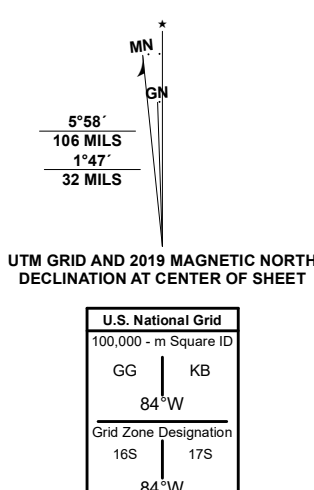 ★
MN
GN
5°58´
106 MILS
1°47´
32 MILS
UTM GRID AND 2019 MAGNETIC NORTH
DECLINATION AT CENTER OF SHEET
U.S. National Grid
100,000 - m Square ID
GG KB
84°W
Grid Zone Designation
16S 17S
84°W